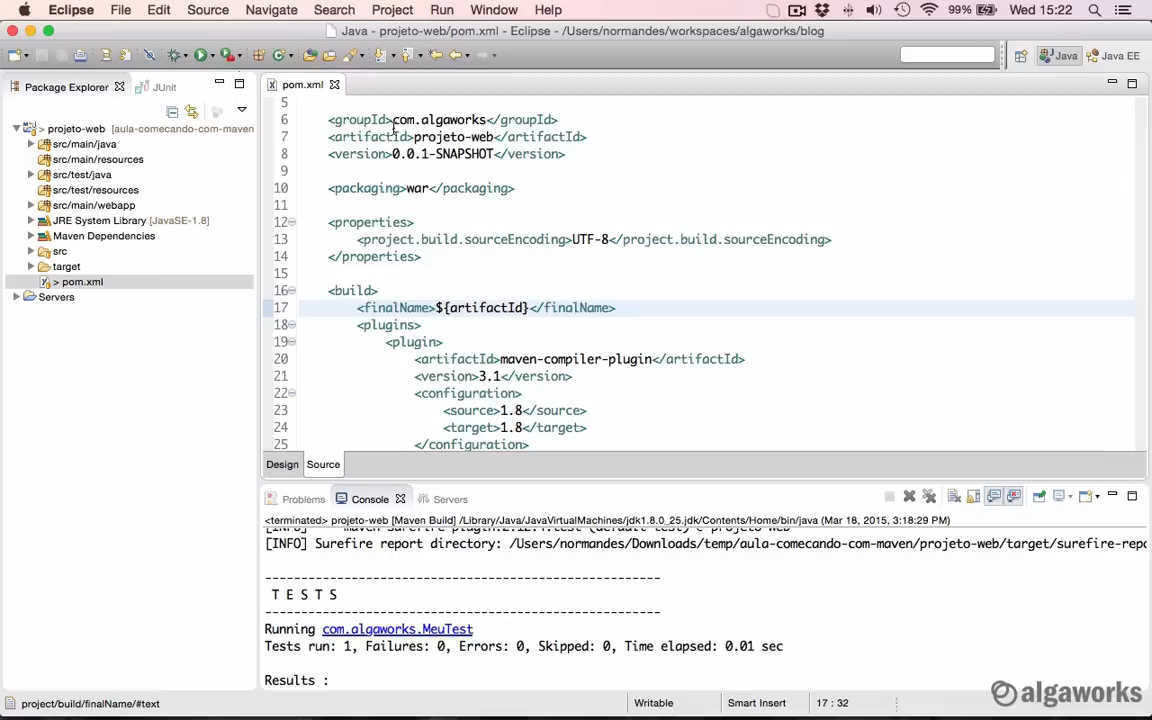 Eclipse File Edit Source Navigate Search Project Run Window Help 99% Wed 15:22
Java - projeto-web/pom.xml - Eclipse - /Users/normandes/workspaces/algaworks/blog
Java Java EE
Package Explorer JUnit
projeto-web [aula-comecando-com-maven
src/main/java
src/main/resources
src/test/java
src/test/resources
src/main/webapp
JRE System Library [JavaSE-1.8]
Maven Dependencies
src
target
> pom.xml
Servers
pom.xml
5
6 <groupId>com.algaworks</groupId>
7 <artifactId>projeto-web</artifactId>
8 <version>0.0.1-SNAPSHOT</version>
9
10 <packaging>war</packaging>
11
12 <properties>
13 <project.build.sourceEncoding>UTF-8</project.build.sourceEncoding>
14 </properties>
15
16 <build>
17 <finalName>${artifactId}</finalName>
18 <plugins>
19 <plugin>
20 <artifactId>maven-compiler-plugin</artifactId>
21 <version>3.1</version>
22 <configuration>
23 <source>1.8</source>
24 <target>1.8</target>
25 </configuration>
Design Source
Problems Console Servers
<terminated> projeto-web [Maven Build] /Library/Java/JavaVirtualMachines/jdk1.8.0_25.jdk/Contents/Home/bin/java (Mar 18, 2015, 3:18:29 PM)
[INFO] Surefire report directory: /Users/normandes/Downloads/temp/aula-comecando-com-maven/projeto-web/target/surefire-repo
-------------------------------------------------------
T E S T S
-------------------------------------------------------
Running com.algaworks.MeuTest
Tests run: 1, Failures: 0, Errors: 0, Skipped: 0, Time elapsed: 0.01 sec
Results :
project/build/finalName/#text Writable Smart Insert 17 : 32
algaworks